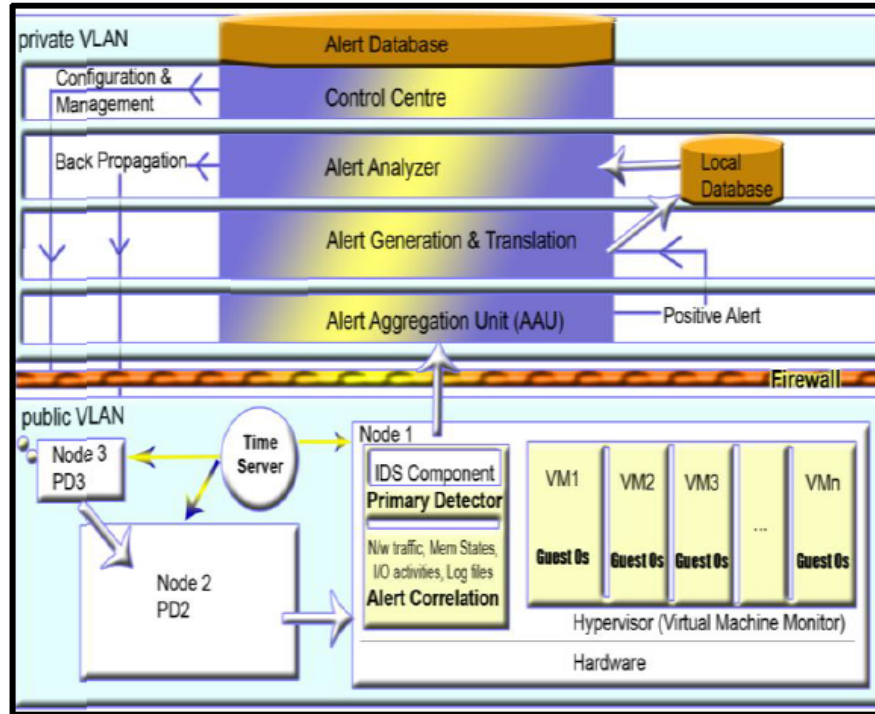 private VLAN
Alert Database
Configuration &
Management
Control Centre
Back Propagation
Alert Analyzer
Local
Database
Alert Generation & Translation
Alert Aggregation Unit (AAU)
Positive Alert
Firewall
public VLAN
Node 3
PD3
Time
Server
Node 1
IDS Component
Primary Detector
N/w traffic, Mem States,
I/O activities, Log files
Alert Correlation
VM1
VM2
VM3
...
VMn
Guest Os
Guest Os
Guest Os
Guest Os
Node 2
PD2
Hypervisor (Virtual Machine Monitor)
Hardware